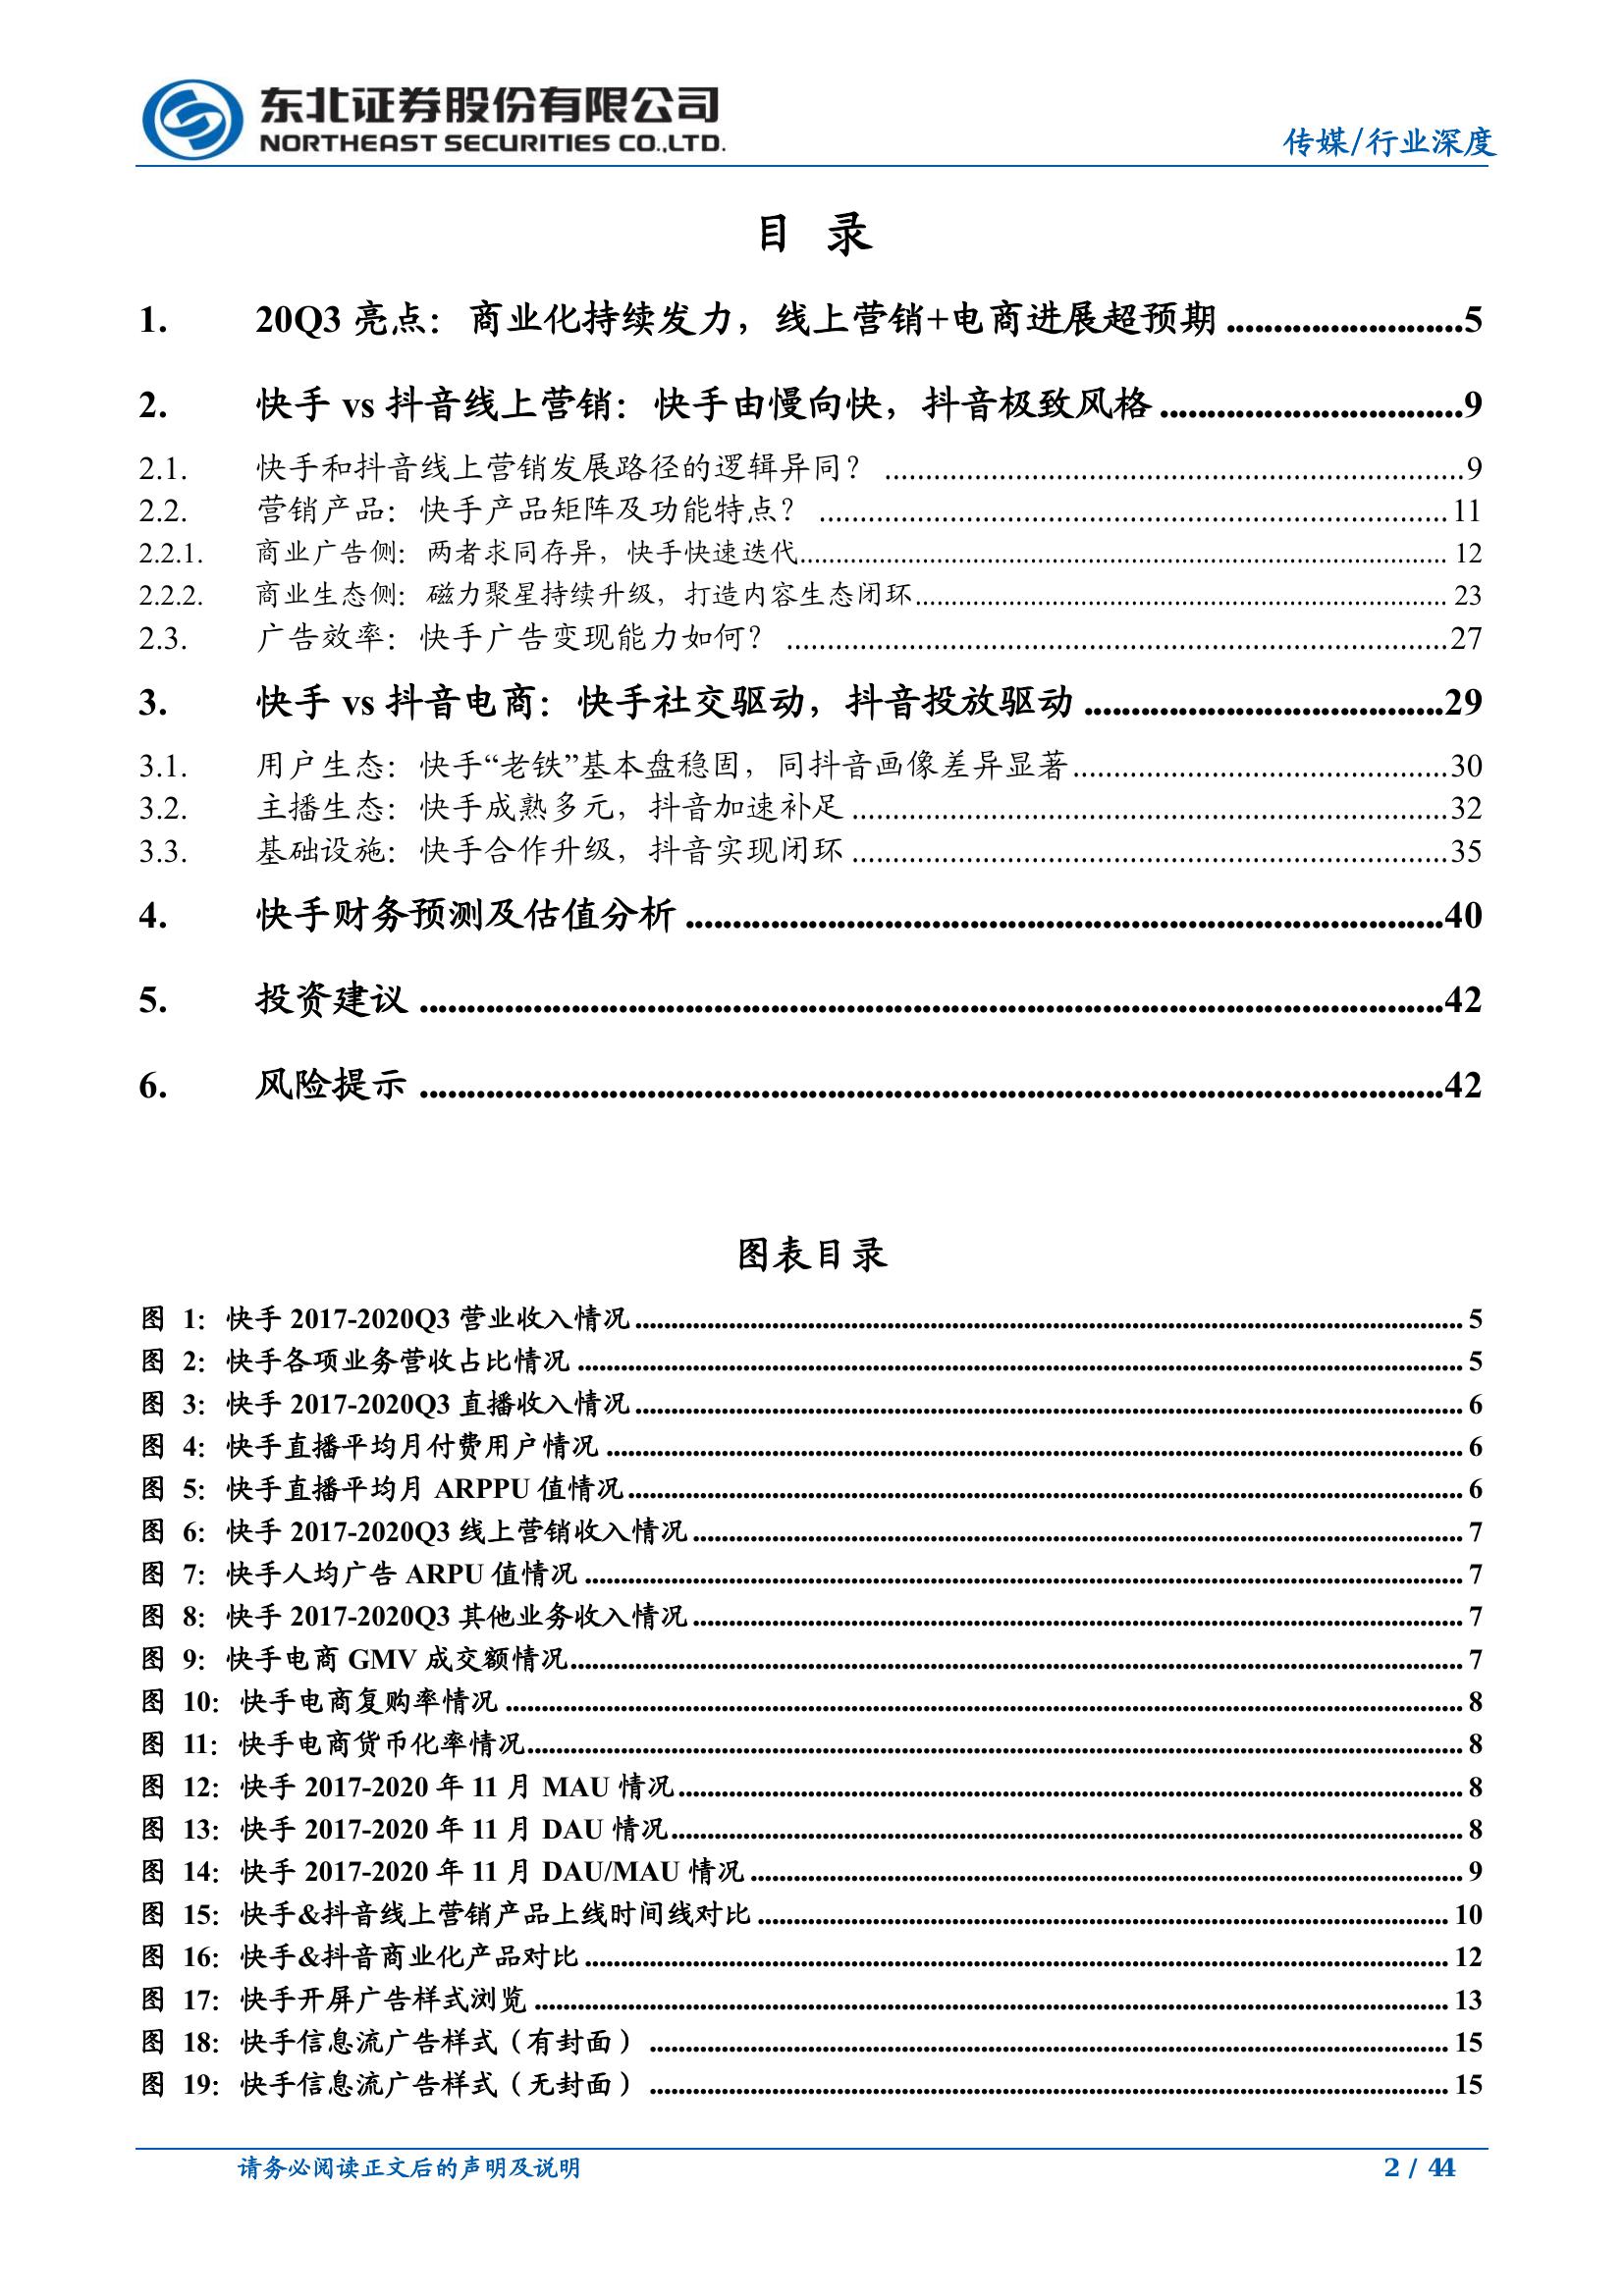 东北证券股份有限公司
NORTHEAST SECURITIES CO.,LTD.
传媒/行业深度
目 录
1. 20Q3 亮点：商业化持续发力，线上营销+电商进展超预期 5
2. 快手 vs 抖音线上营销：快手由慢向快，抖音极致风格 9
2.1. 快手和抖音线上营销发展路径的逻辑异同？ 9
2.2. 营销产品：快手产品矩阵及功能特点？ 11
2.2.1. 商业广告侧：两者求同存异，快手快速迭代 12
2.2.2. 商业生态侧：磁力聚星持续升级，打造内容生态闭环 23
2.3. 广告效率：快手广告变现能力如何？ 27
3. 快手 vs 抖音电商：快手社交驱动，抖音投放驱动 29
3.1. 用户生态：快手“老铁”基本盘稳固，同抖音画像差异显著 30
3.2. 主播生态：快手成熟多元，抖音加速补足 32
3.3. 基础设施：快手合作升级，抖音实现闭环 35
4. 快手财务预测及估值分析 40
5. 投资建议 42
6. 风险提示 42
图表目录
图 1：快手 2017-2020Q3 营业收入情况 5
图 2：快手各项业务营收占比情况 5
图 3：快手 2017-2020Q3 直播收入情况 6
图 4：快手直播平均月付费用户情况 6
图 5：快手直播平均月 ARPPU 值情况 6
图 6：快手 2017-2020Q3 线上营销收入情况 7
图 7：快手人均广告 ARPU 值情况 7
图 8：快手 2017-2020Q3 其他业务收入情况 7
图 9：快手电商 GMV 成交额情况 7
图 10：快手电商复购率情况 8
图 11：快手电商货币化率情况 8
图 12：快手 2017-2020 年 11 月 MAU 情况 8
图 13：快手 2017-2020 年 11 月 DAU 情况 8
图 14：快手 2017-2020 年 11 月 DAU/MAU 情况 9
图 15：快手&抖音线上营销产品上线时间线对比 10
图 16：快手&抖音商业化产品对比 12
图 17：快手开屏广告样式浏览 13
图 18：快手信息流广告样式（有封面） 15
图 19：快手信息流广告样式（无封面） 15
请务必阅读正文后的声明及说明
2 / 44